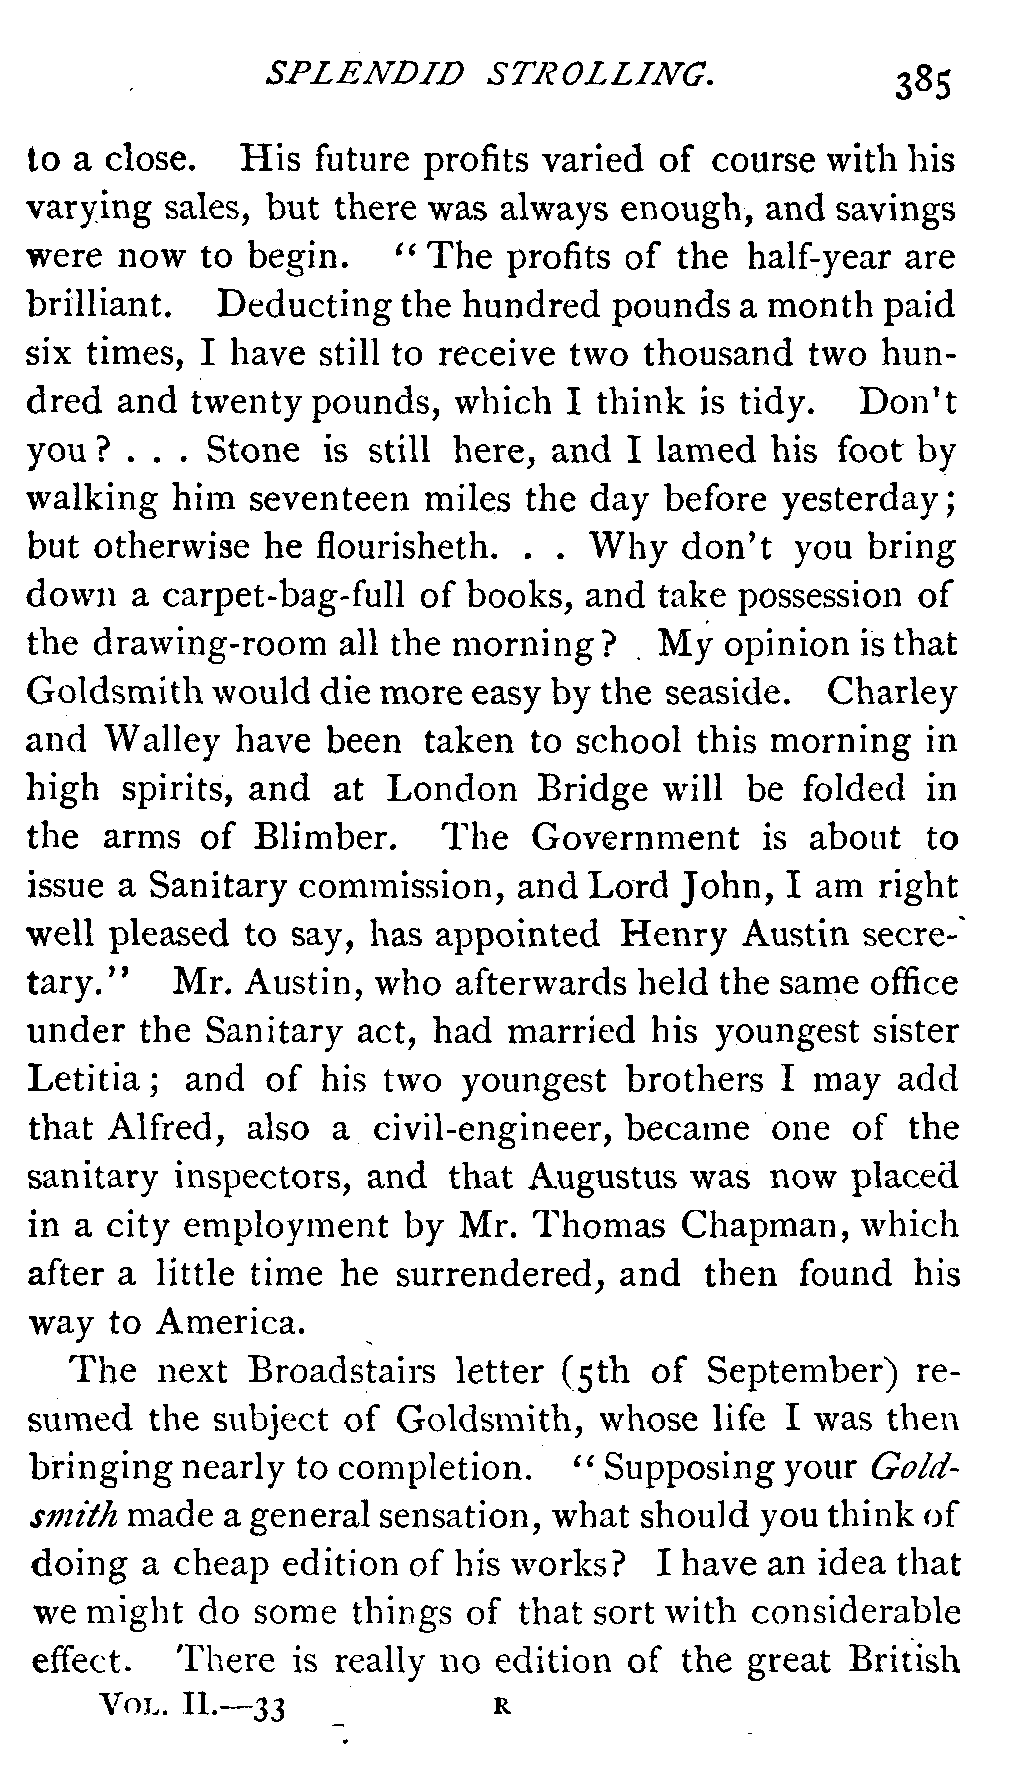 SPLENDID STROLLING. 385
to a close. His future profits varied of course with his
varying sales, but there was always enough, and savings
were now to begin. “ The profits of the half-year are
brilliant. Deducting the hundred pounds a month paid
six times, I have still to receive two thousand two hun-
dred and twenty pounds, which I think is tidy. Don't
you ? . . . Stone is still here, and I lamed his foot by
walking him seventeen miles the day before yesterday ;
but otherwise he flourisheth. . . Why don't you bring
down a carpet-bag-full of books, and take possession of
the drawing-room all the morning ? My opinion is that
Goldsmith would die more easy by the seaside. Charley
and Walley have been taken to school this morning in
high spirits, and at London Bridge will be folded in
the arms of Blimber. The Government is about to
issue a Sanitary commission, and Lord John, I am right
well pleased to say, has appointed Henry Austin secre-
tary.” Mr. Austin, who afterwards held the same office
under the Sanitary act, had married his youngest sister
Letitia ; and of his two youngest brothers I may add
that Alfred, also a civil-engineer, became one of the
sanitary inspectors, and that Augustus was now placed
in a city employment by Mr. Thomas Chapman, which
after a little time he surrendered, and then found his
way to America.
The next Broadstairs letter (5th of September) re-
sumed the subject of Goldsmith, whose life I was then
bringing nearly to completion. “ Supposing your Gold-
smith made a general sensation, what should you think of
doing a cheap edition of his works? I have an idea that
we might do some things of that sort with considerable
effect. There is really no edition of the great British
VOL. II.—33 R